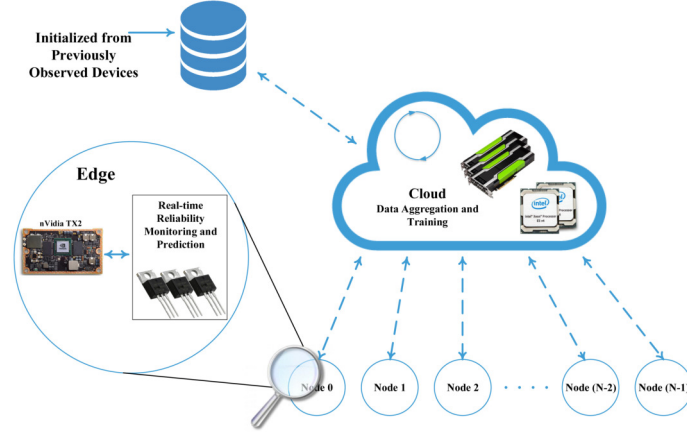 Initialized from
Previously
Observed Devices
Edge
nVidia TX2
Real-time
Reliability
Monitoring and
Prediction
Cloud
Data Aggregation and
Training
intel
Node 0
Node 1
Node 2
Node (N-2)
Node (N-1)